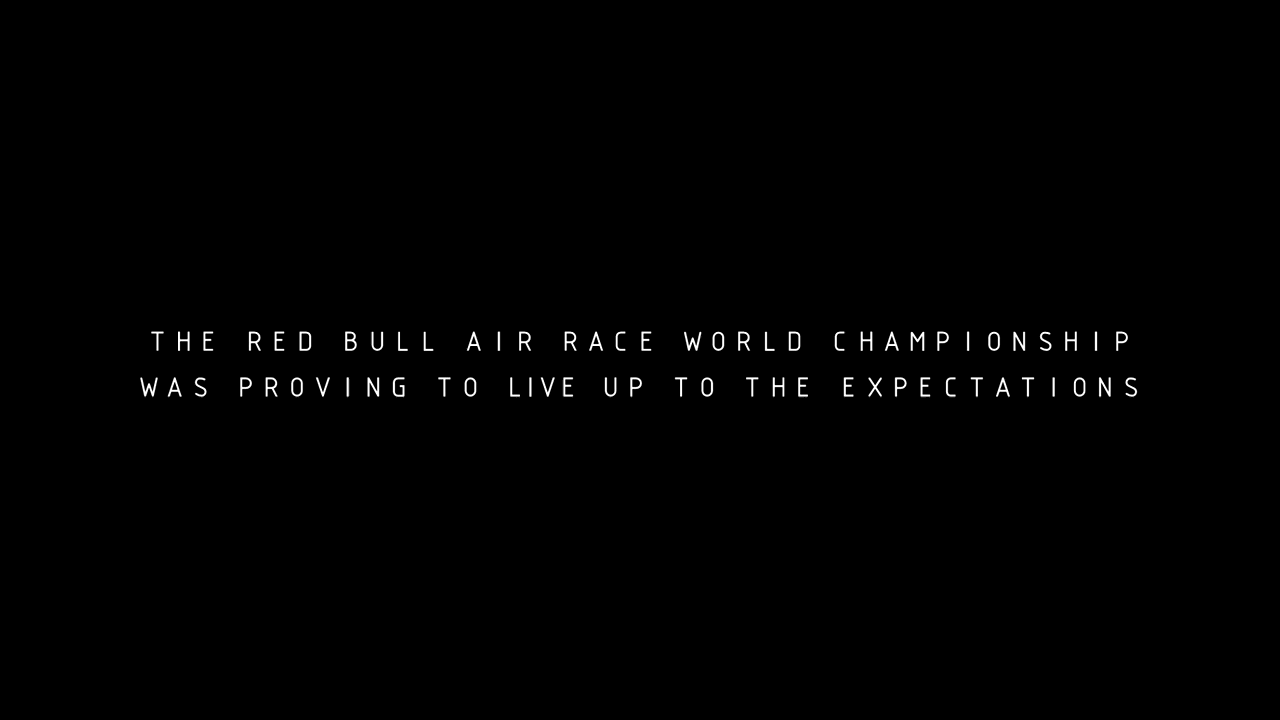 THE RED BULL AIR RACE WORLD CHAMPIONSHIP
WAS PROVING TO LIVE UP TO THE EXPECTATIONS